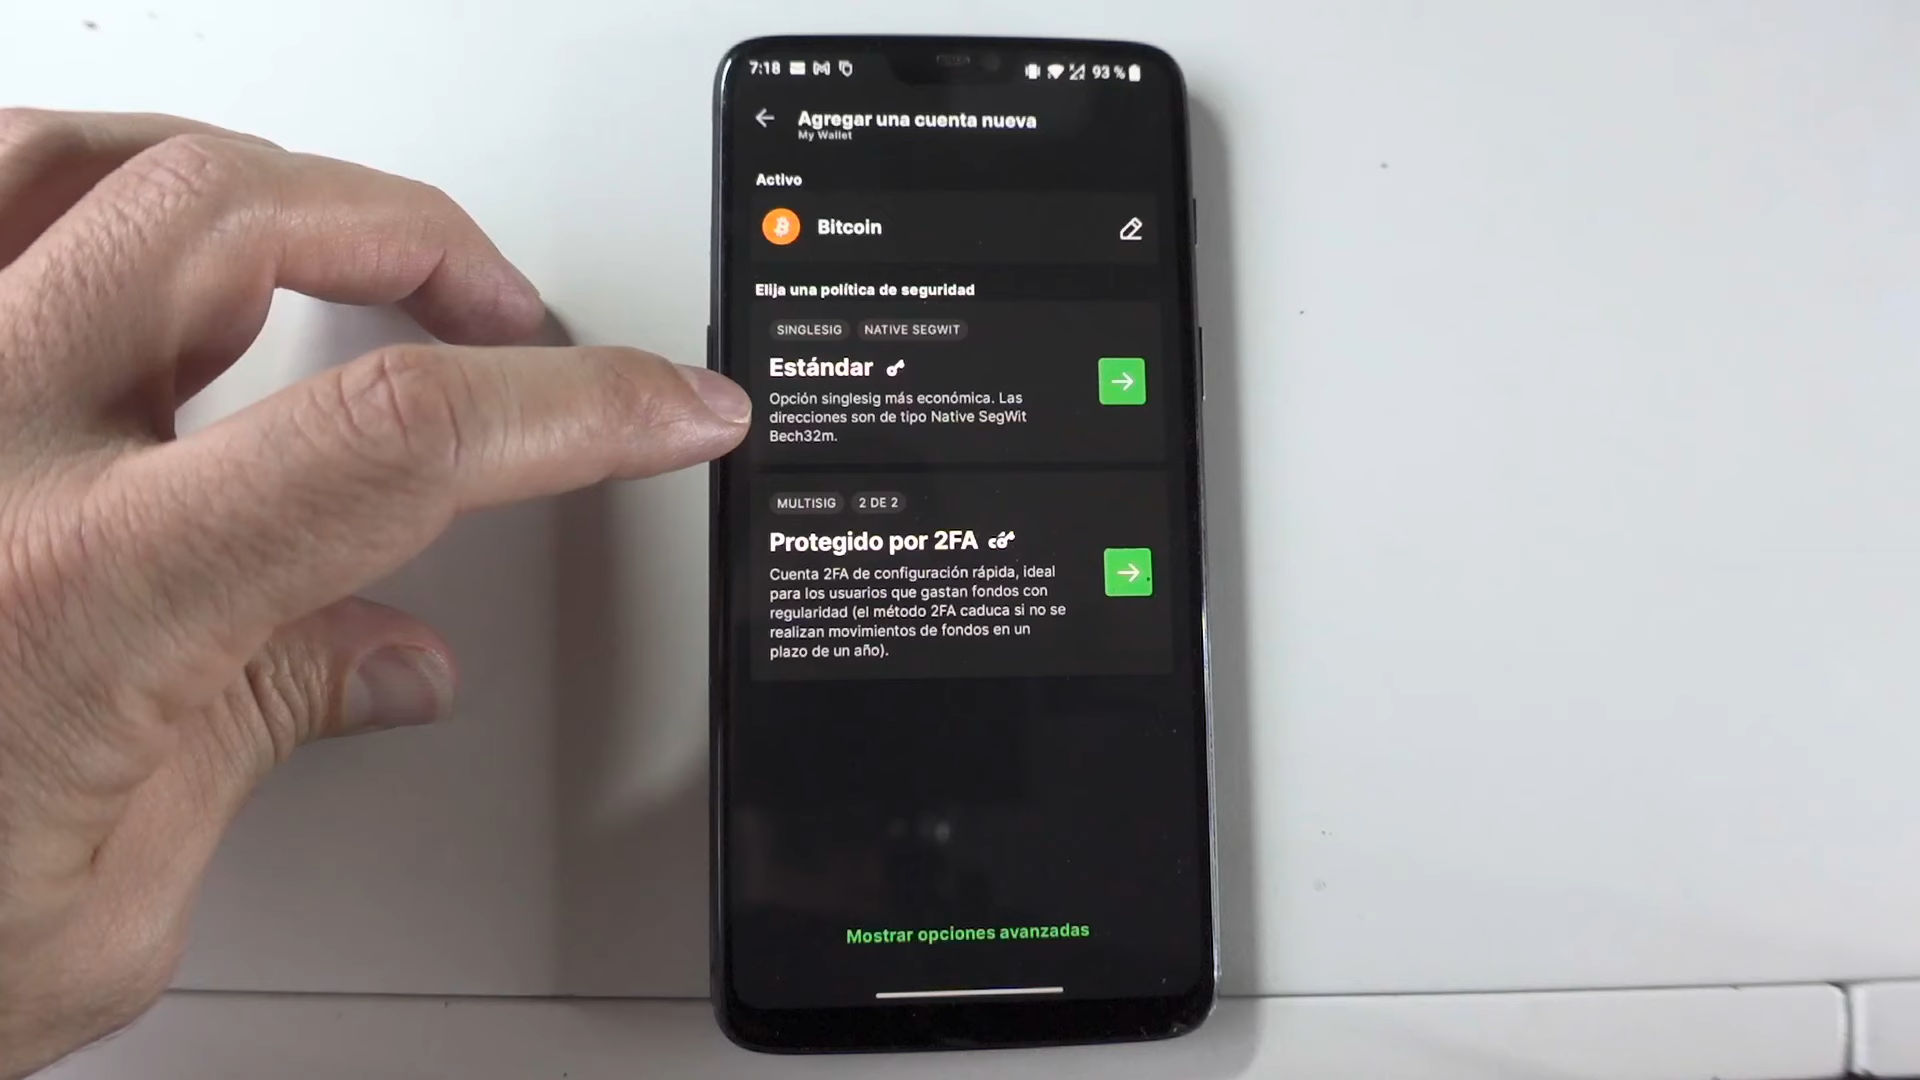 7:18 93 %
Agregar una cuenta nueva
My Wallet
Activo
Bitcoin
Elija una política de seguridad
SINGLESIG NATIVE SEGWIT
Estándar
Opción singlesig más económica. Las
direcciones son de tipo Native SegWit
Bech32m.
MULTISIG 2 DE 2
Protegido por 2FA
Cuenta 2FA de configuración rápida, ideal
para los usuarios que gastan fondos con
regularidad (el método 2FA caduca si no se
realizan movimientos de fondos en un
plazo de un año).
Mostrar opciones avanzadas